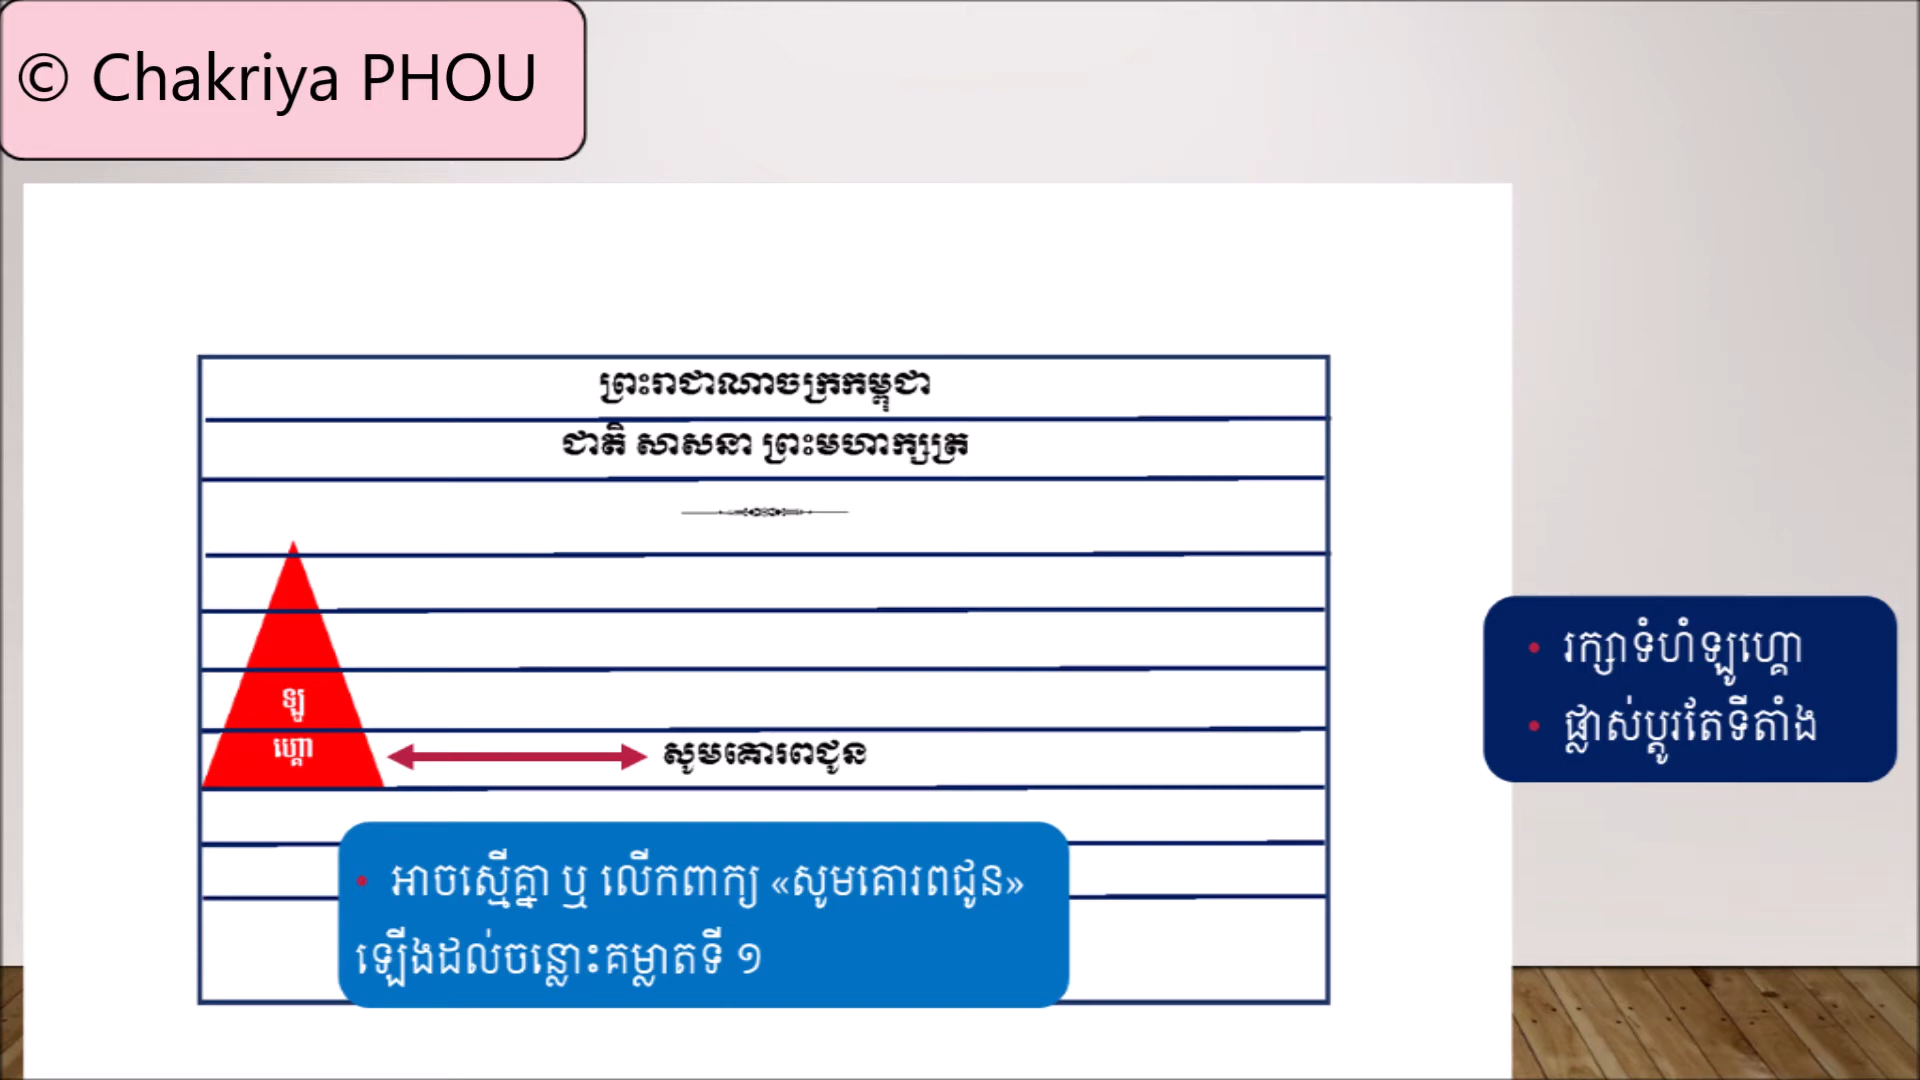 © Chakriya PHOU
ព្រះរាជាណាចក្រកម្ពុជា
ជាតិ សាសនា ព្រះមហាក្សត្រ
ឡូ
ហ្គោ
សូមគោរពជូន
• រក្សាទំហំឡូហ្គោ
• ផ្លាស់ប្ដូរតែទីតាំង
• អាចស្មើគ្នា ឬ លើកពាក្យ «សូមគោរពជូន»
ឡើងដល់ចន្លោះគម្លាតទី ១